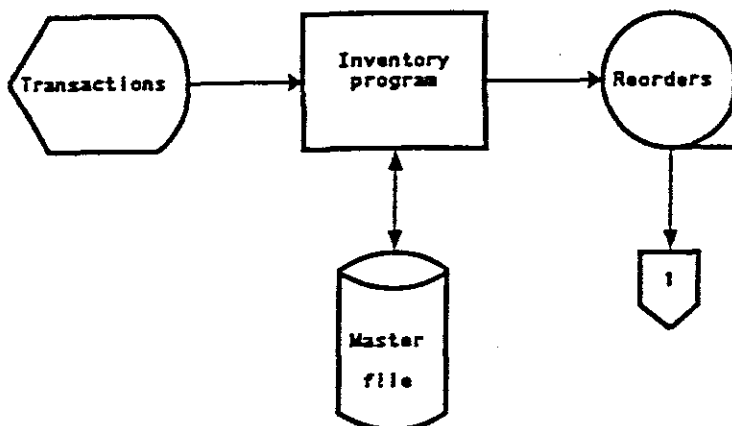 Transactions
Inventory
program
Reorders
1
Master
file